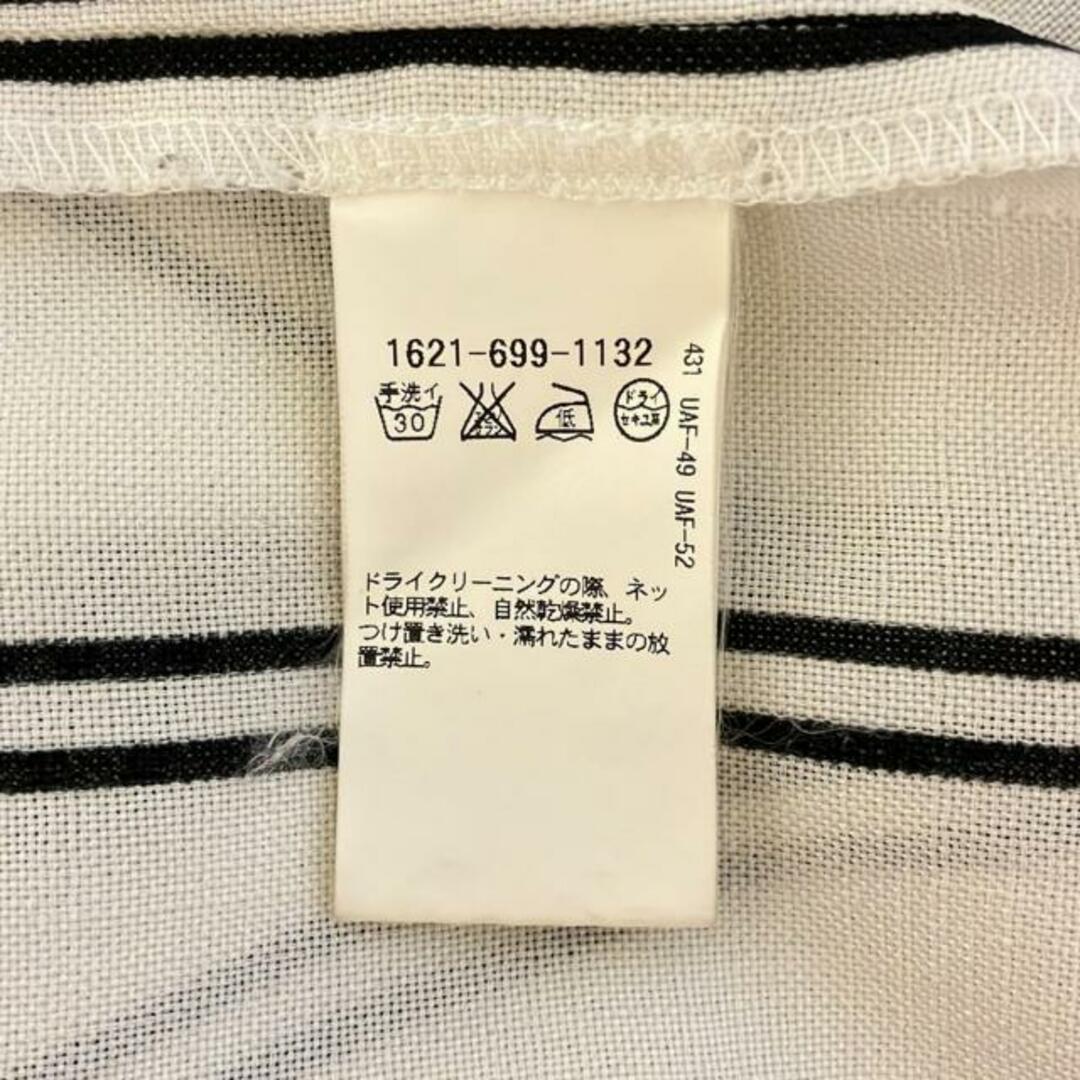 1621-699-1132
手洗イ
30
低
ドライ
セキユ系
431 UAF-49 UAF-52
ドライクリーニングの際、ネッ
ト使用禁止、自然乾燥禁止。
つけ置き洗い・濡れたままの放
置禁止。